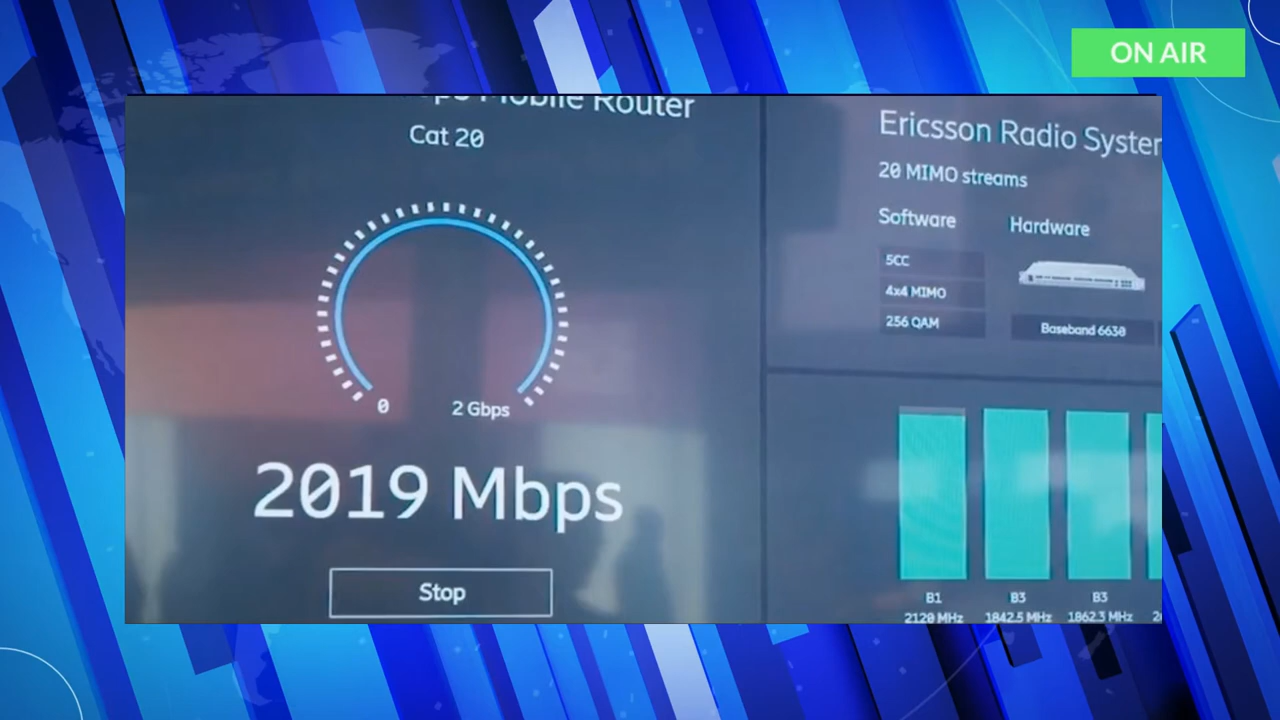 ON AIR
Mobile Router
Cat 20
0
2 Gbps
2019 Mbps
Stop
Ericsson Radio System
20 MIMO streams
Software
Hardware
5CC
4x4 MIMO
256 QAM
Baseband 6630
B1
B3
B3
2120 MHz
1842.5 MHz
1862.3 MHz